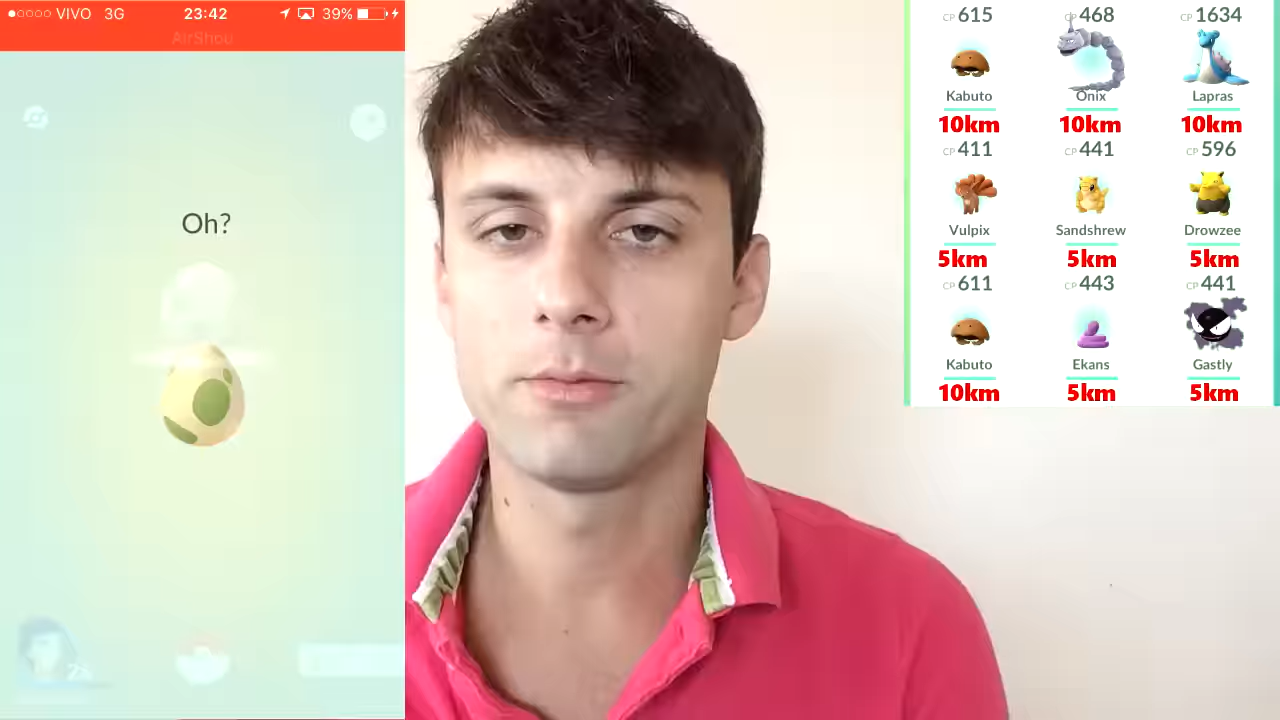 VIVO 3G 23:42 39%
AirShou
Oh?
CP 615 CP 468 CP 1634
Kabuto Onix Lapras
10km 10km 10km
CP 411 CP 441 CP 596
Vulpix Sandshrew Drowzee
5km 5km 5km
CP 611 CP 443 CP 441
Kabuto Ekans Gastly
10km 5km 5km